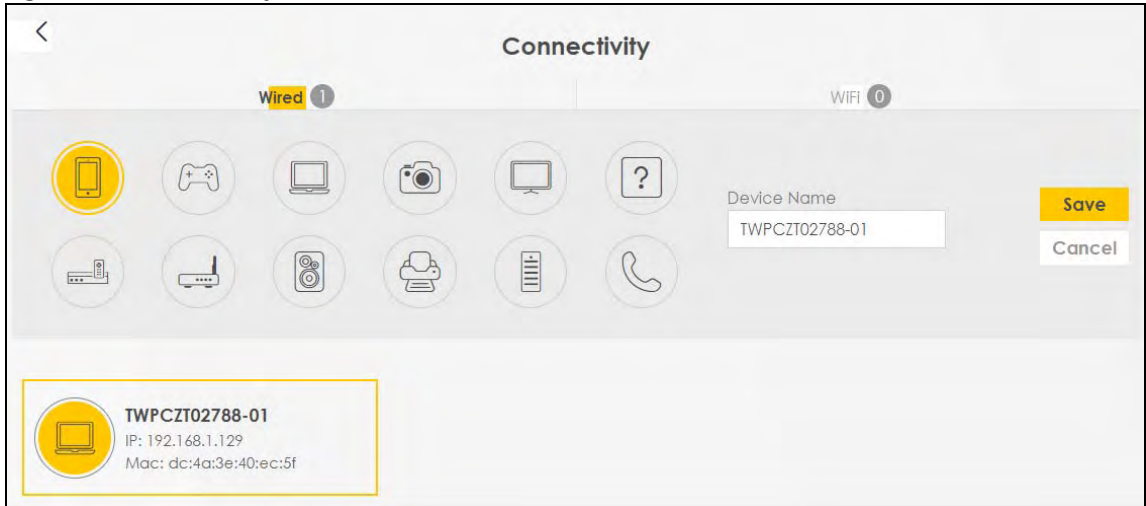 Connectivity
Wired 1
WiFi 0
?
Device Name
TWPCZT02788-01
Save
Cancel
TWPCZT02788-01
IP: 192.168.1.129
Mac: dc:4a:3e:40:ec:5f